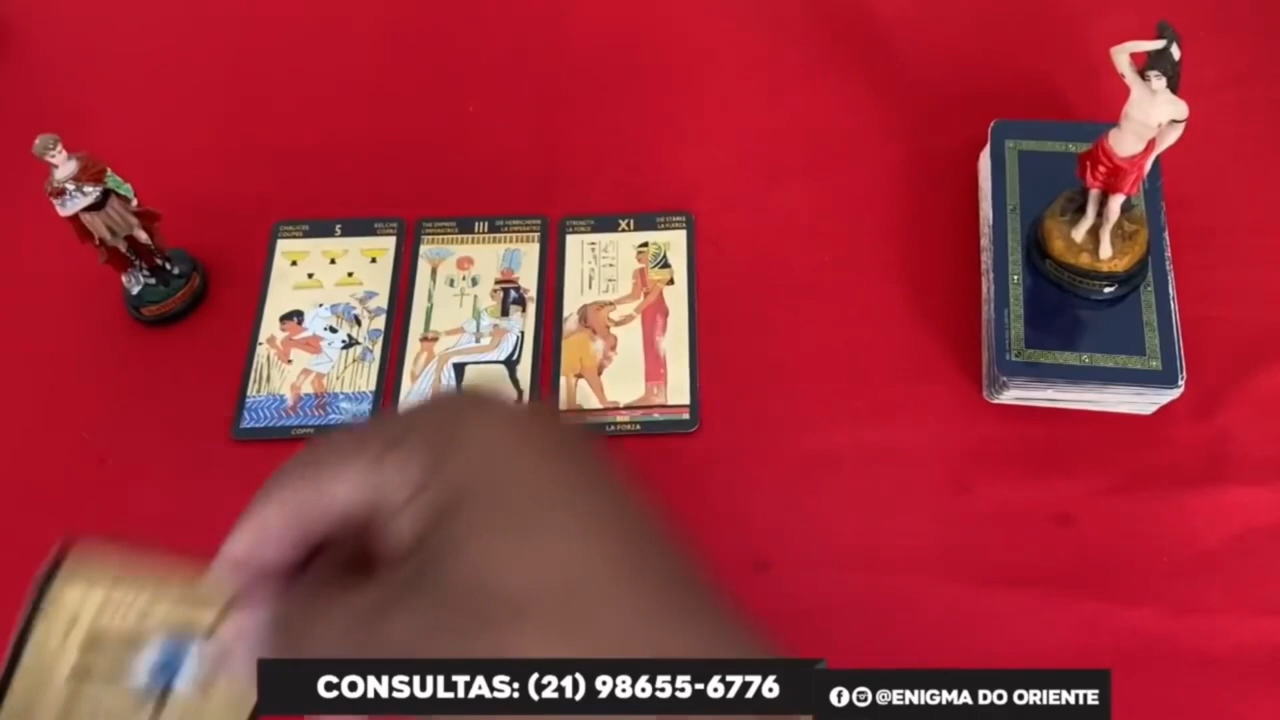 CHALICES
COUPES
5
KELCHE
COPAS
THE EMPRESS
L'IMPERATRICE
III
DIE HERRSCHERIN
LA EMPERATRIZ
STRENGTH
LA FORCE
XI
DIE STÄRKE
LA FUERZA
COPPE
LA FORZA
CONSULTAS: (21) 98655-6776
@ENIGMA DO ORIENTE